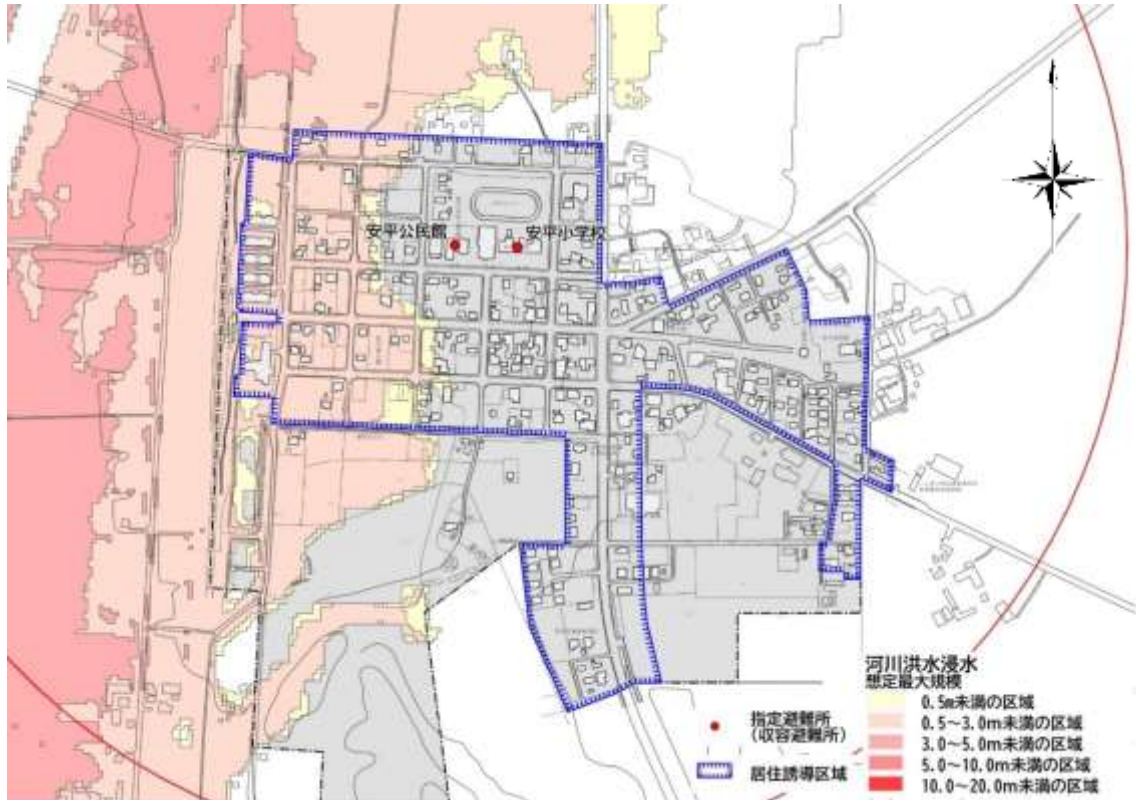 安平公民館
安平小学校
河川洪水浸水
想定最大規模
0.5m未満の区域
0.5～3.0m未満の区域
3.0～5.0m未満の区域
5.0～10.0m未満の区域
10.0～20.0m未満の区域
指定避難所
(収容避難所)
居住誘導区域